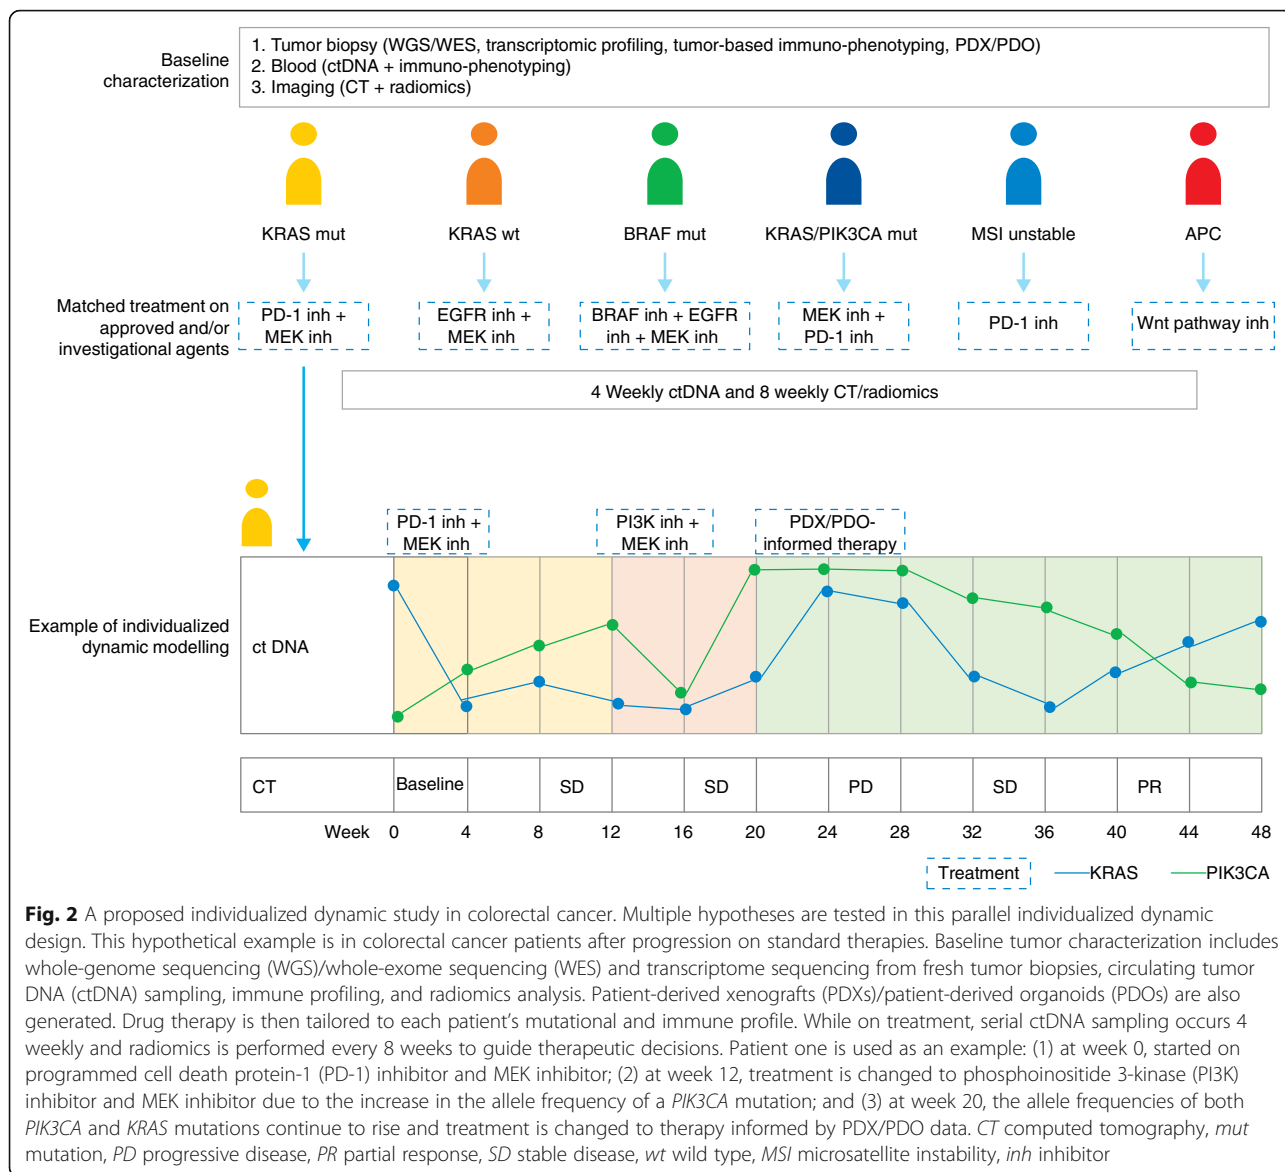 Baseline
characterization
1. Tumor biopsy (WGS/WES, transcriptomic profiling, tumor-based immuno-phenotyping, PDX/PDO)
2. Blood (ctDNA + immuno-phenotyping)
3. Imaging (CT + radiomics)
KRAS mut
KRAS wt
BRAF mut
KRAS/PIK3CA mut
MSI unstable
APC
Matched treatment on
approved and/or
investigational agents
PD-1 inh +
MEK inh
EGFR inh +
MEK inh
BRAF inh + EGFR
inh + MEK inh
MEK inh +
PD-1 inh
PD-1 inh
Wnt pathway inh
4 Weekly ctDNA and 8 weekly CT/radiomics
PD-1 inh +
MEK inh
PI3K inh +
MEK inh
PDX/PDO-
informed therapy
Example of individualized
dynamic modelling
ct DNA
CT
Baseline
SD
SD
PD
SD
PR
Week
0
4
8
12
16
20
24
28
32
36
40
44
48
Treatment
KRAS
PIK3CA
Fig. 2 A proposed individualized dynamic study in colorectal cancer. Multiple hypotheses are tested in this parallel individualized dynamic
design. This hypothetical example is in colorectal cancer patients after progression on standard therapies. Baseline tumor characterization includes
whole-genome sequencing (WGS)/whole-exome sequencing (WES) and transcriptome sequencing from fresh tumor biopsies, circulating tumor
DNA (ctDNA) sampling, immune profiling, and radiomics analysis. Patient-derived xenografts (PDXs)/patient-derived organoids (PDOs) are also
generated. Drug therapy is then tailored to each patient's mutational and immune profile. While on treatment, serial ctDNA sampling occurs 4
weekly and radiomics is performed every 8 weeks to guide therapeutic decisions. Patient one is used as an example: (1) at week 0, started on
programmed cell death protein-1 (PD-1) inhibitor and MEK inhibitor; (2) at week 12, treatment is changed to phosphoinositide 3-kinase (PI3K)
inhibitor and MEK inhibitor due to the increase in the allele frequency of a PIK3CA mutation; and (3) at week 20, the allele frequencies of both
PIK3CA and KRAS mutations continue to rise and treatment is changed to therapy informed by PDX/PDO data. CT computed tomography, mut
mutation, PD progressive disease, PR partial response, SD stable disease, wt wild type, MSI microsatellite instability, inh inhibitor